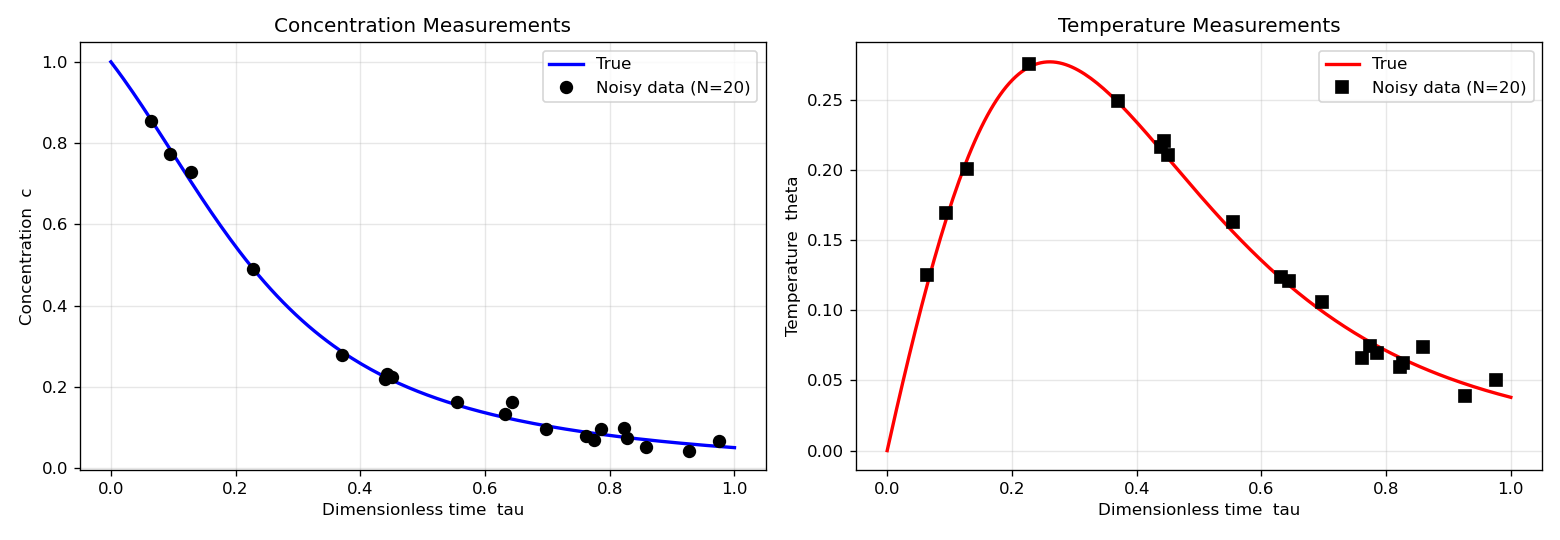 Concentration Measurements
True
Noisy data (N=20)
Concentration c
1.0
0.8
0.6
0.4
0.2
0.0
0.0 0.2 0.4 0.6 0.8 1.0
Dimensionless time tau
Temperature Measurements
True
Noisy data (N=20)
Temperature theta
0.25
0.20
0.15
0.10
0.05
0.00
0.0 0.2 0.4 0.6 0.8 1.0
Dimensionless time tau